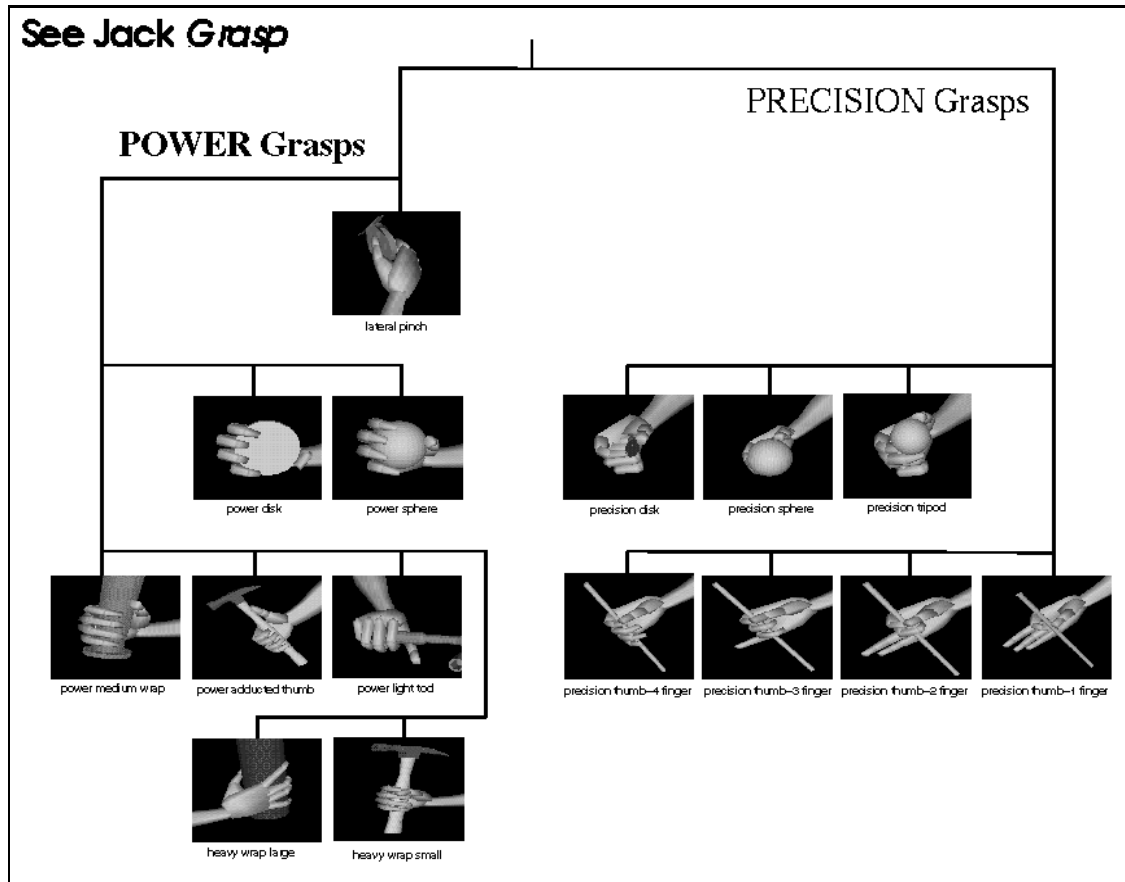 See Jack Grasp
PRECISION Grasps
POWER Grasps
lateral pinch
power disk
power sphere
precision disk
precision sphere
precision tripod
power medium wrap
power adducted thumb
power light tod
precision thumb-4 finger
precision thumb-3 finger
precision thumb-2 finger
precision thumb-1 finger
heavy wrap large
heavy wrap small